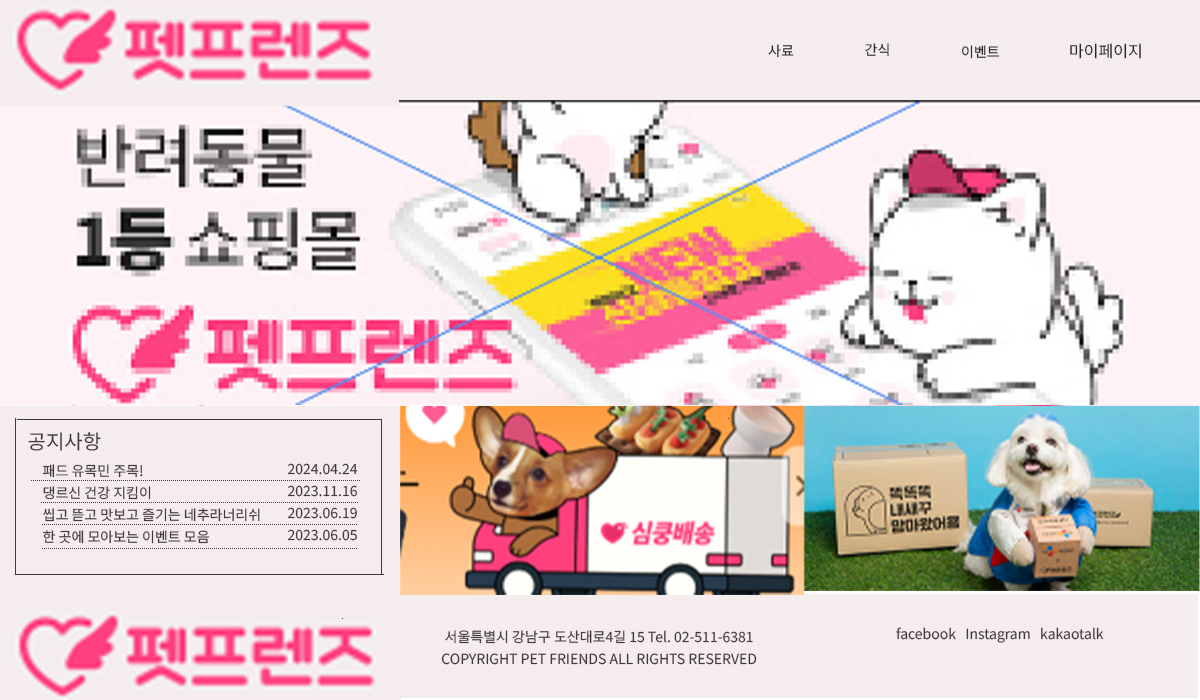 펫프렌즈
사료 간식 이벤트 마이페이지
반려동물
1등 쇼핑몰
펫프렌즈
공지사항
패드 유목민 주목! 2024.04.24
댕르신 건강 지킴이 2023.11.16
씹고 뜯고 맛보고 즐기는 네추라너리쉬 2023.06.19
한 곳에 모아보는 이벤트 모음 2023.06.05
심쿵배송
똑똑똑
내새꾸
맘마왔어욤
펫프렌즈
서울특별시 강남구 도산대로4길 15 Tel. 02-511-6381
COPYRIGHT PET FRIENDS ALL RIGHTS RESERVED
facebook Instagram kakaotalk